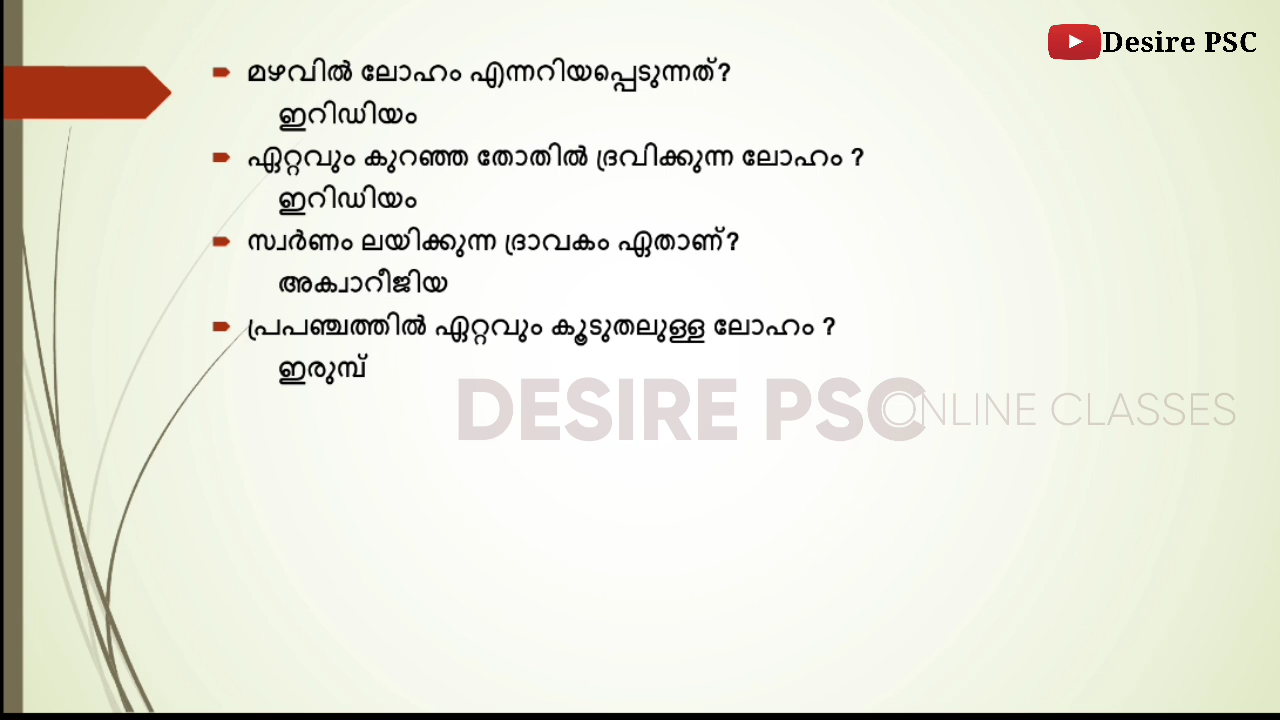 Desire PSC
മഴവിൽ ലോഹം എന്നറിയപ്പെടുന്നത്?
ഇറിഡിയം
ഏറ്റവും കുറഞ്ഞ തോതിൽ ദ്രവിക്കുന്ന ലോഹം ?
ഇറിഡിയം
സ്വർണം ലയിക്കുന്ന ദ്രാവകം ഏതാണ്?
അക്വാറീജിയ
പ്രപഞ്ചത്തിൽ ഏറ്റവും കൂടുതലുള്ള ലോഹം ?
ഇരുമ്പ്
DESIRE PSC ONLINE CLASSES